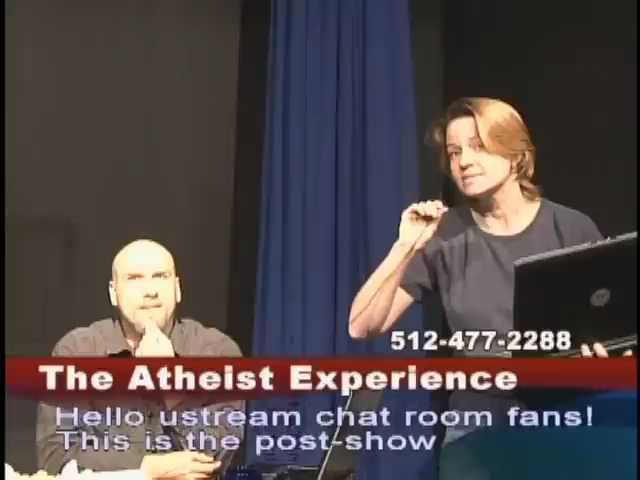 512-477-2288
The Atheist Experience
Hello ustream chat room fans!
This is the post-show